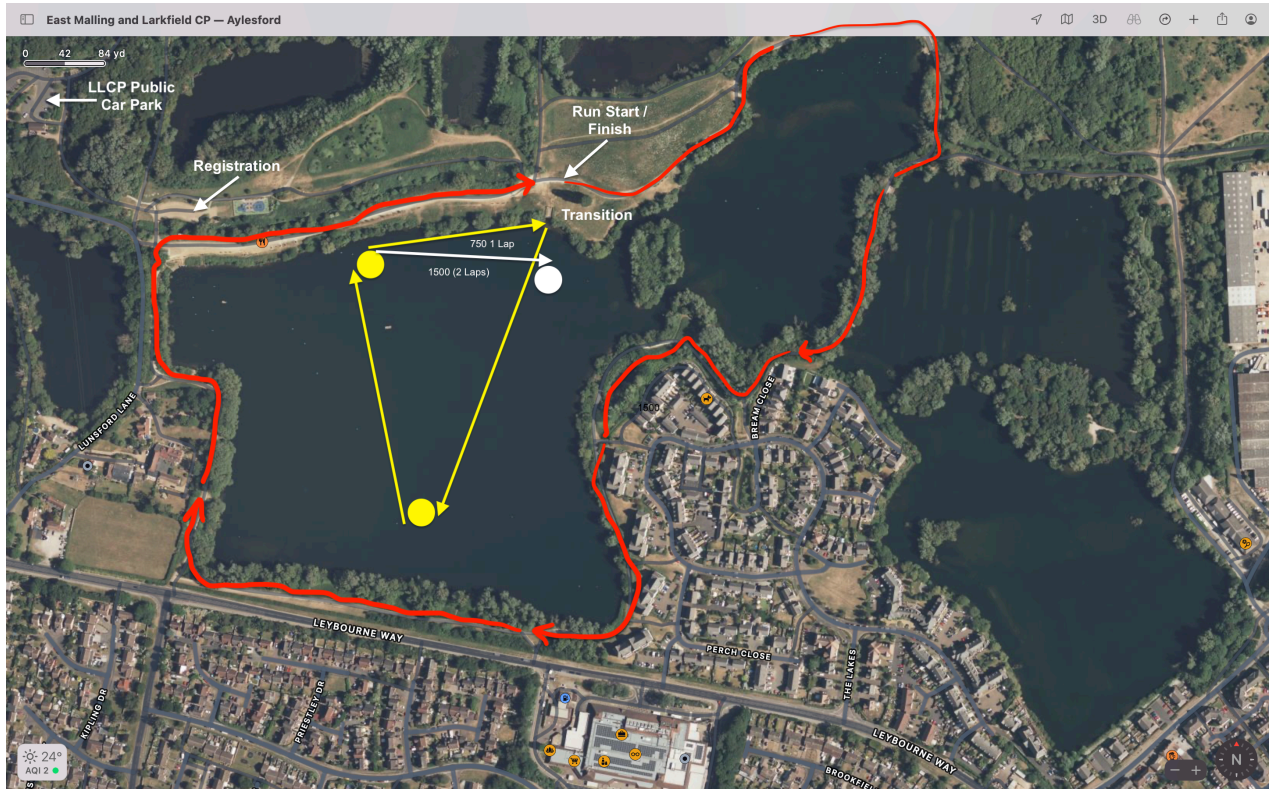 East Malling and Larkfield CP — Aylesford
3D
0 42 84 yd
LLCP Public
Car Park
Registration
Run Start /
Finish
Transition
750 1 Lap
1500 (2 Laps)
1500
LUNSFORD LANE
BREAM CLOSE
LEYBOURNE WAY
PERCH CLOSE
THE LAKES
KIPLING DR
PRIESTLEY DR
LEYBOURNE WAY
24°
AQI 2
N